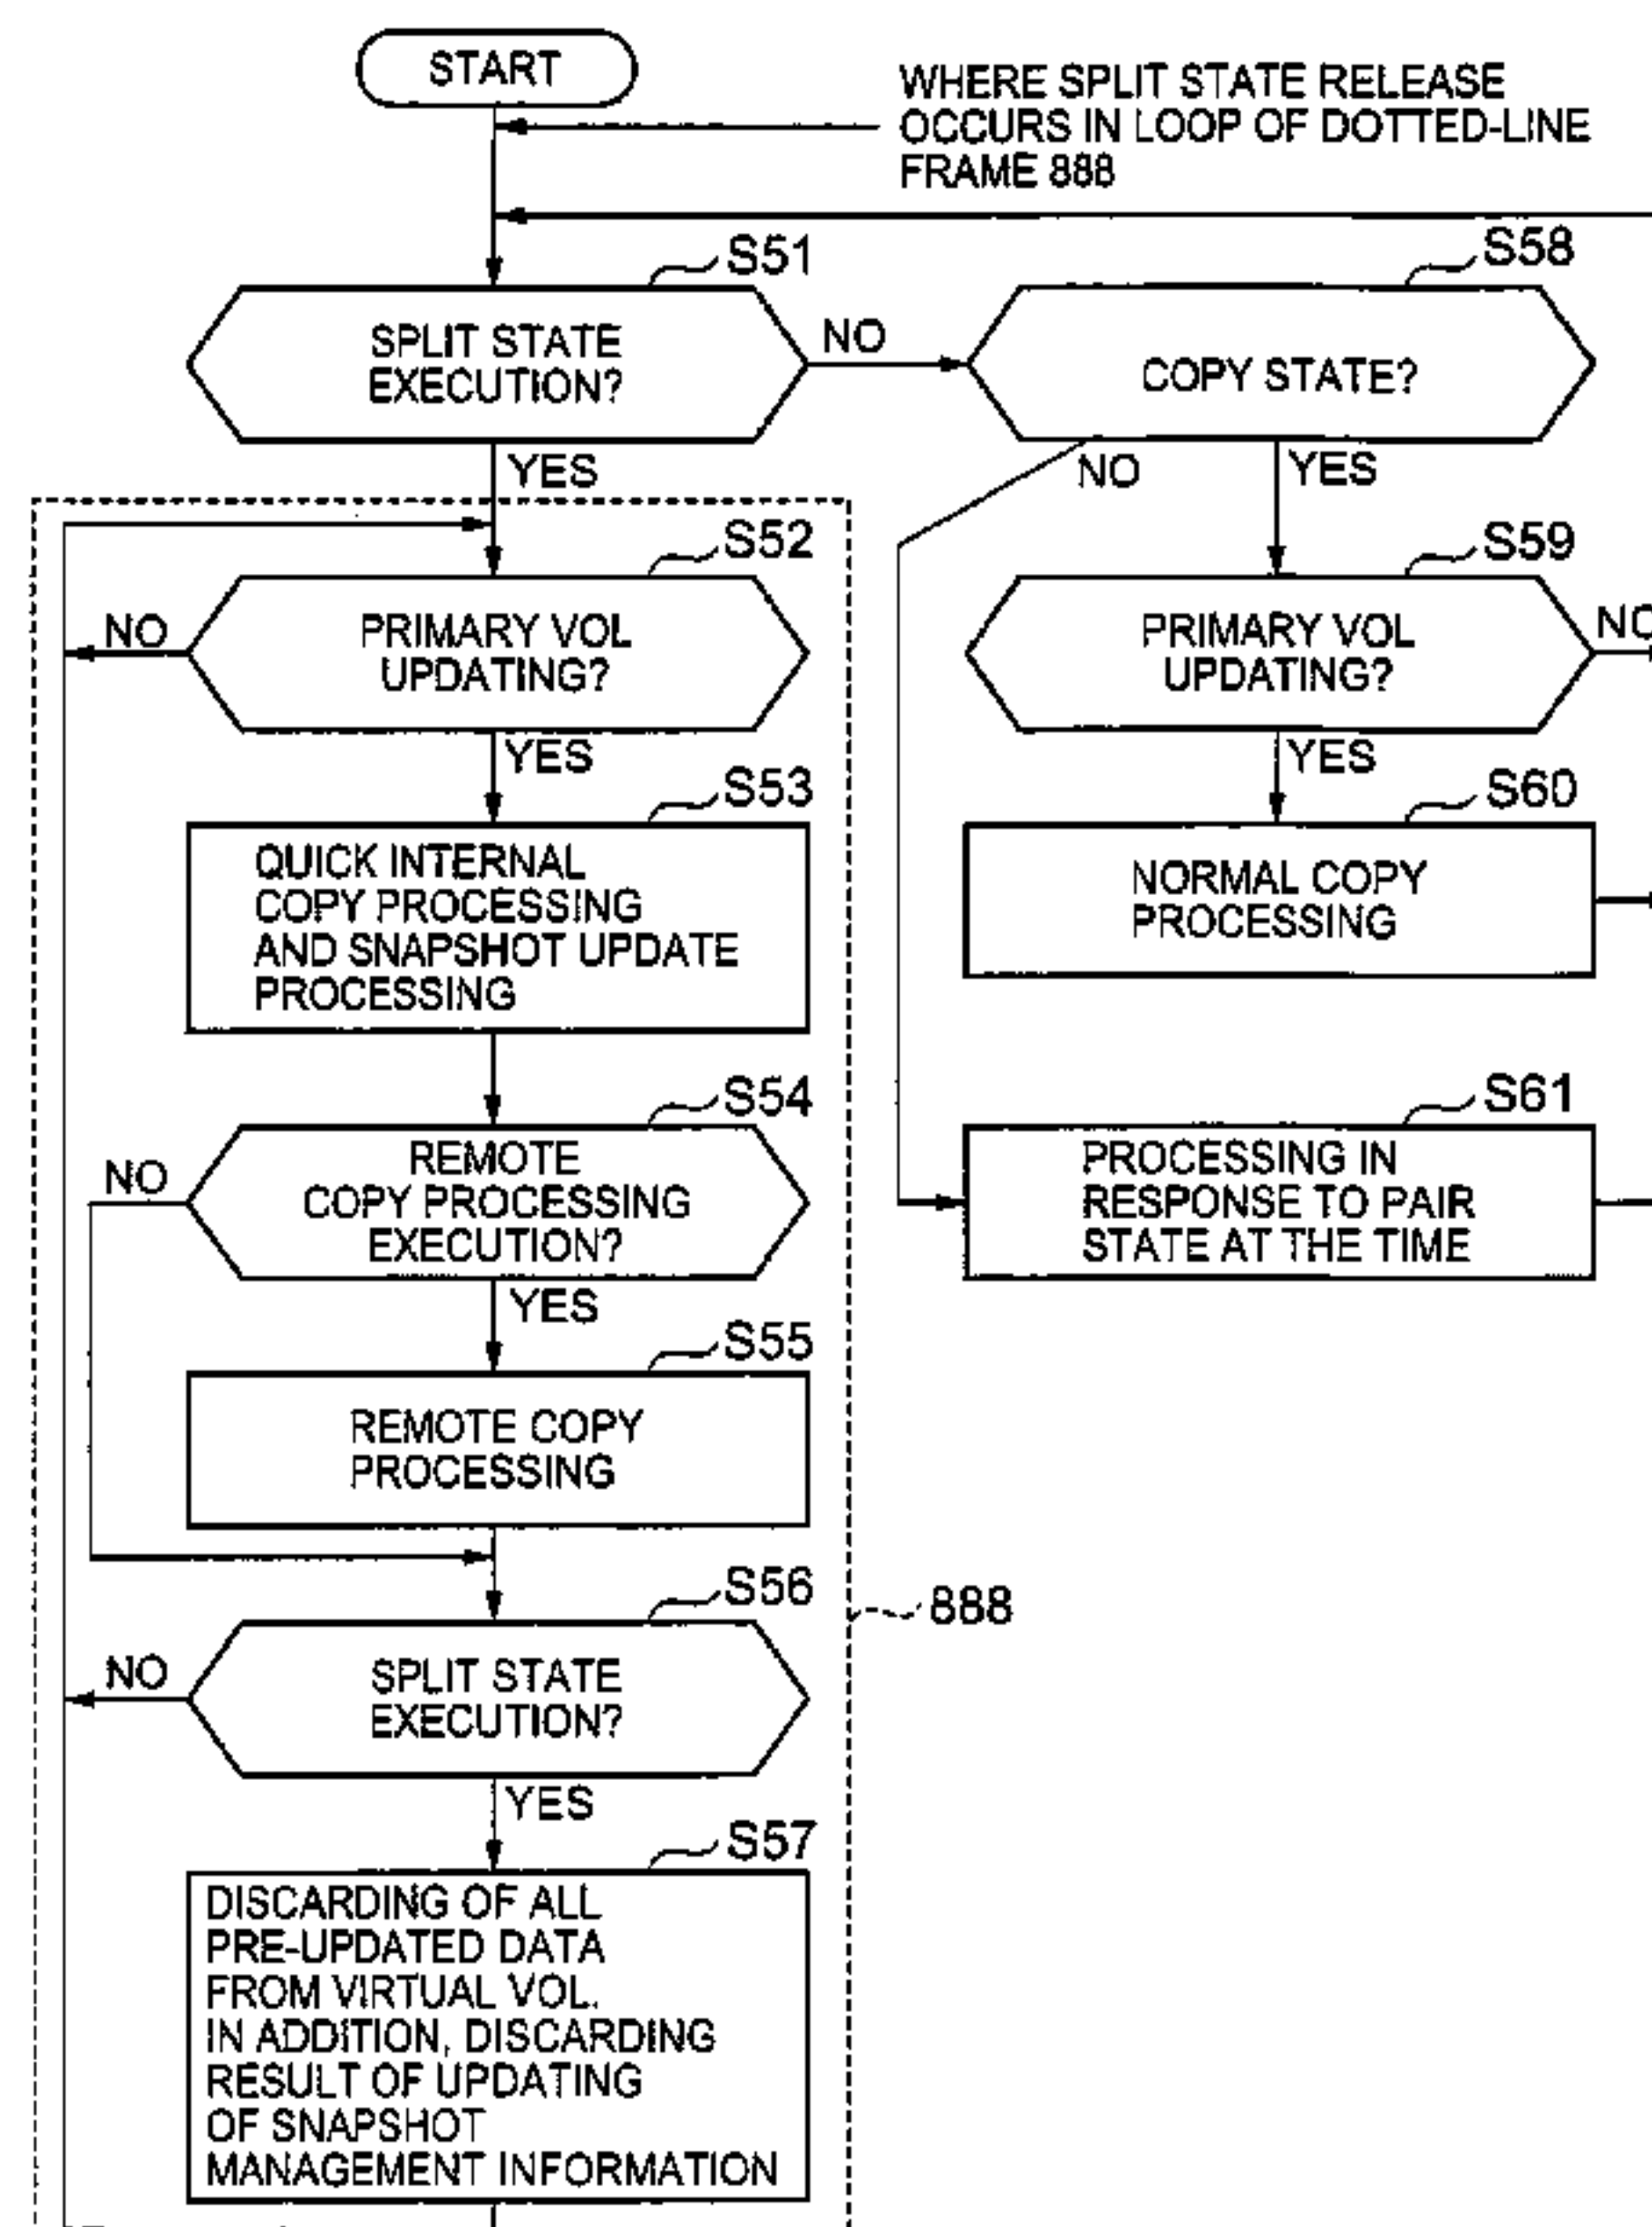 START
WHERE SPLIT STATE RELEASE
OCCURS IN LOOP OF DOTTED-LINE
FRAME 888
S51
SPLIT STATE
EXECUTION?
NO
YES
S58
COPY STATE?
NO
YES
S52
PRIMARY VOL
UPDATING?
NO
YES
S59
PRIMARY VOL
UPDATING?
NO
YES
S53
QUICK INTERNAL
COPY PROCESSING
AND SNAPSHOT UPDATE
PROCESSING
S60
NORMAL COPY
PROCESSING
S54
REMOTE
COPY PROCESSING
EXECUTION?
NO
YES
S61
PROCESSING IN
RESPONSE TO PAIR
STATE AT THE TIME
S55
REMOTE COPY
PROCESSING
S56
888
SPLIT STATE
EXECUTION?
NO
YES
S57
DISCARDING OF ALL
PRE-UPDATED DATA
FROM VIRTUAL VOL.
IN ADDITION, DISCARDING
RESULT OF UPDATING
OF SNAPSHOT
MANAGEMENT INFORMATION